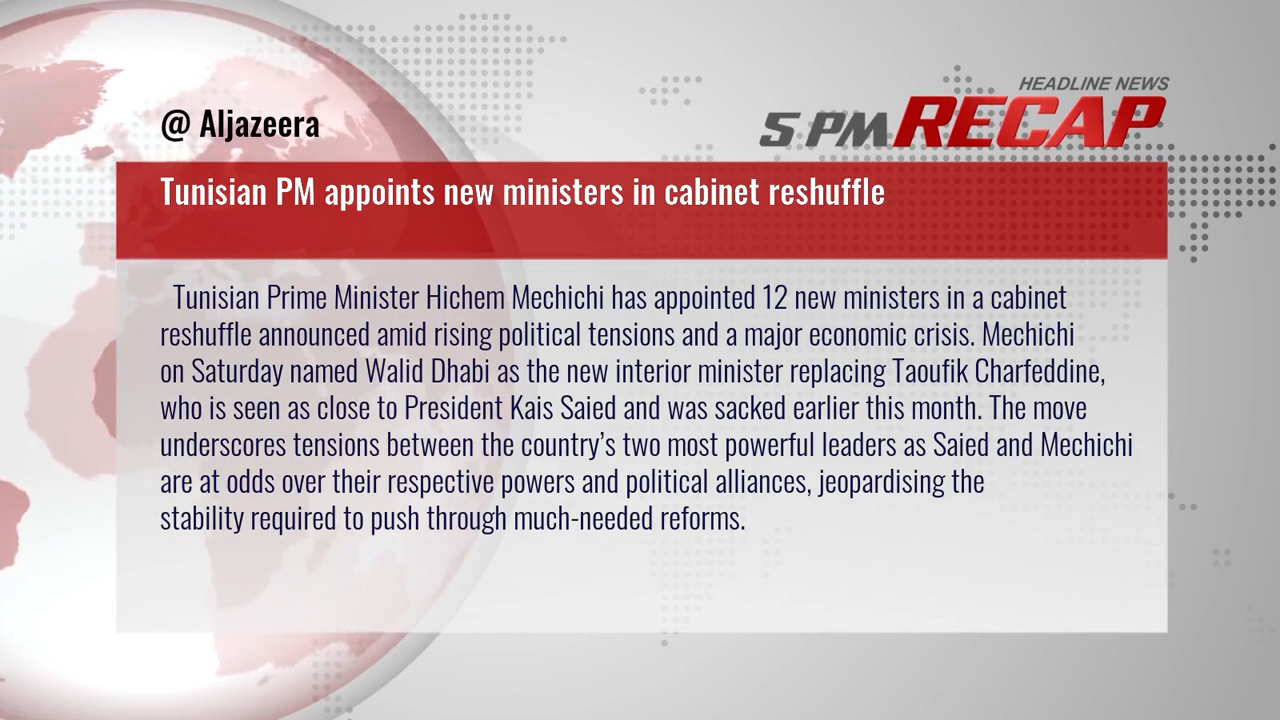 HEADLINE NEWS
@ Aljazeera
5 PM RECAP
Tunisian PM appoints new ministers in cabinet reshuffle
Tunisian Prime Minister Hichem Mechichi has appointed 12 new ministers in a cabinet
reshuffle announced amid rising political tensions and a major economic crisis. Mechichi
on Saturday named Walid Dhabi as the new interior minister replacing Taoufik Charfeddine,
who is seen as close to President Kais Saied and was sacked earlier this month. The move
underscores tensions between the country’s two most powerful leaders as Saied and Mechichi
are at odds over their respective powers and political alliances, jeopardising the
stability required to push through much-needed reforms.